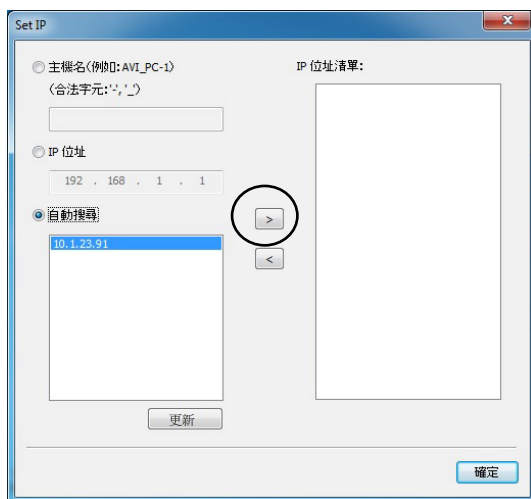 Set IP
主機名(例如:AVI_PC-1)
(合法字元:'-', '_')
IP 位址
192 . 168 . 1 . 1
自動搜尋
10.1.23.91
更新
>
<
IP 位址清單:
確定